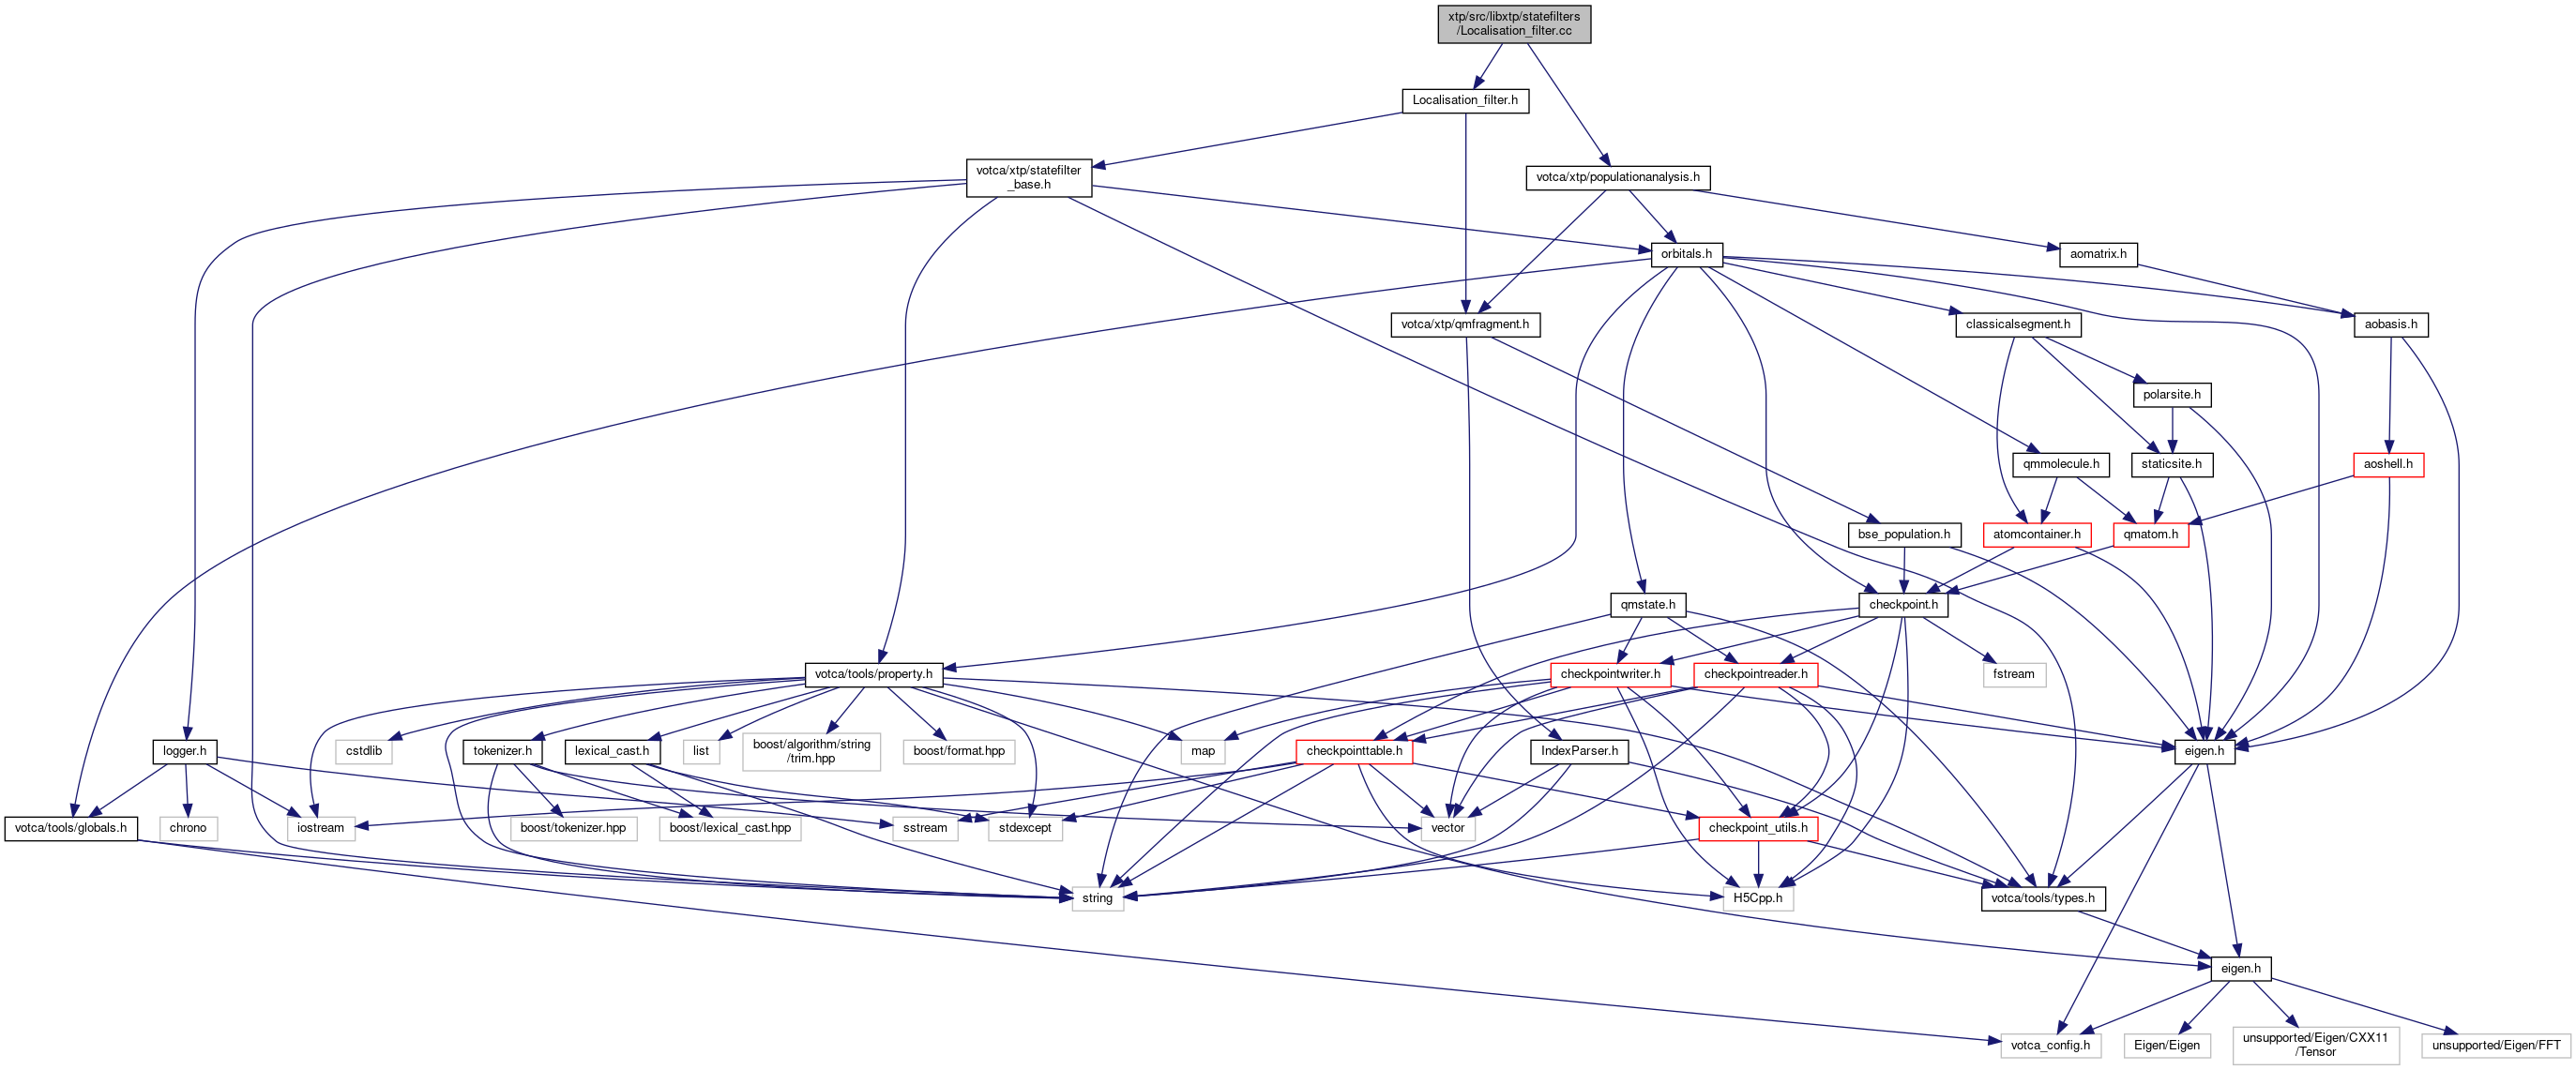 xtp/src/libxtp/statefilters
/Localisation_filter.cc
Localisation_filter.h
votca/xtp/statefilter
_base.h
votca/xtp/populationanalysis.h
orbitals.h
aomatrix.h
votca/xtp/qmfragment.h
classicalsegment.h
aobasis.h
polarsite.h
qmmolecule.h
staticsite.h
aoshell.h
bse_population.h
atomcontainer.h
qmatom.h
qmstate.h
checkpoint.h
votca/tools/property.h
checkpointwriter.h
checkpointreader.h
fstream
logger.h
cstdlib
tokenizer.h
lexical_cast.h
list
boost/algorithm/string
/trim.hpp
boost/format.hpp
map
checkpointtable.h
IndexParser.h
eigen.h
votca/tools/globals.h
chrono
iostream
boost/tokenizer.hpp
boost/lexical_cast.hpp
sstream
stdexcept
vector
checkpoint_utils.h
string
H5Cpp.h
votca/tools/types.h
eigen.h
votca_config.h
Eigen/Eigen
unsupported/Eigen/CXX11
/Tensor
unsupported/Eigen/FFT